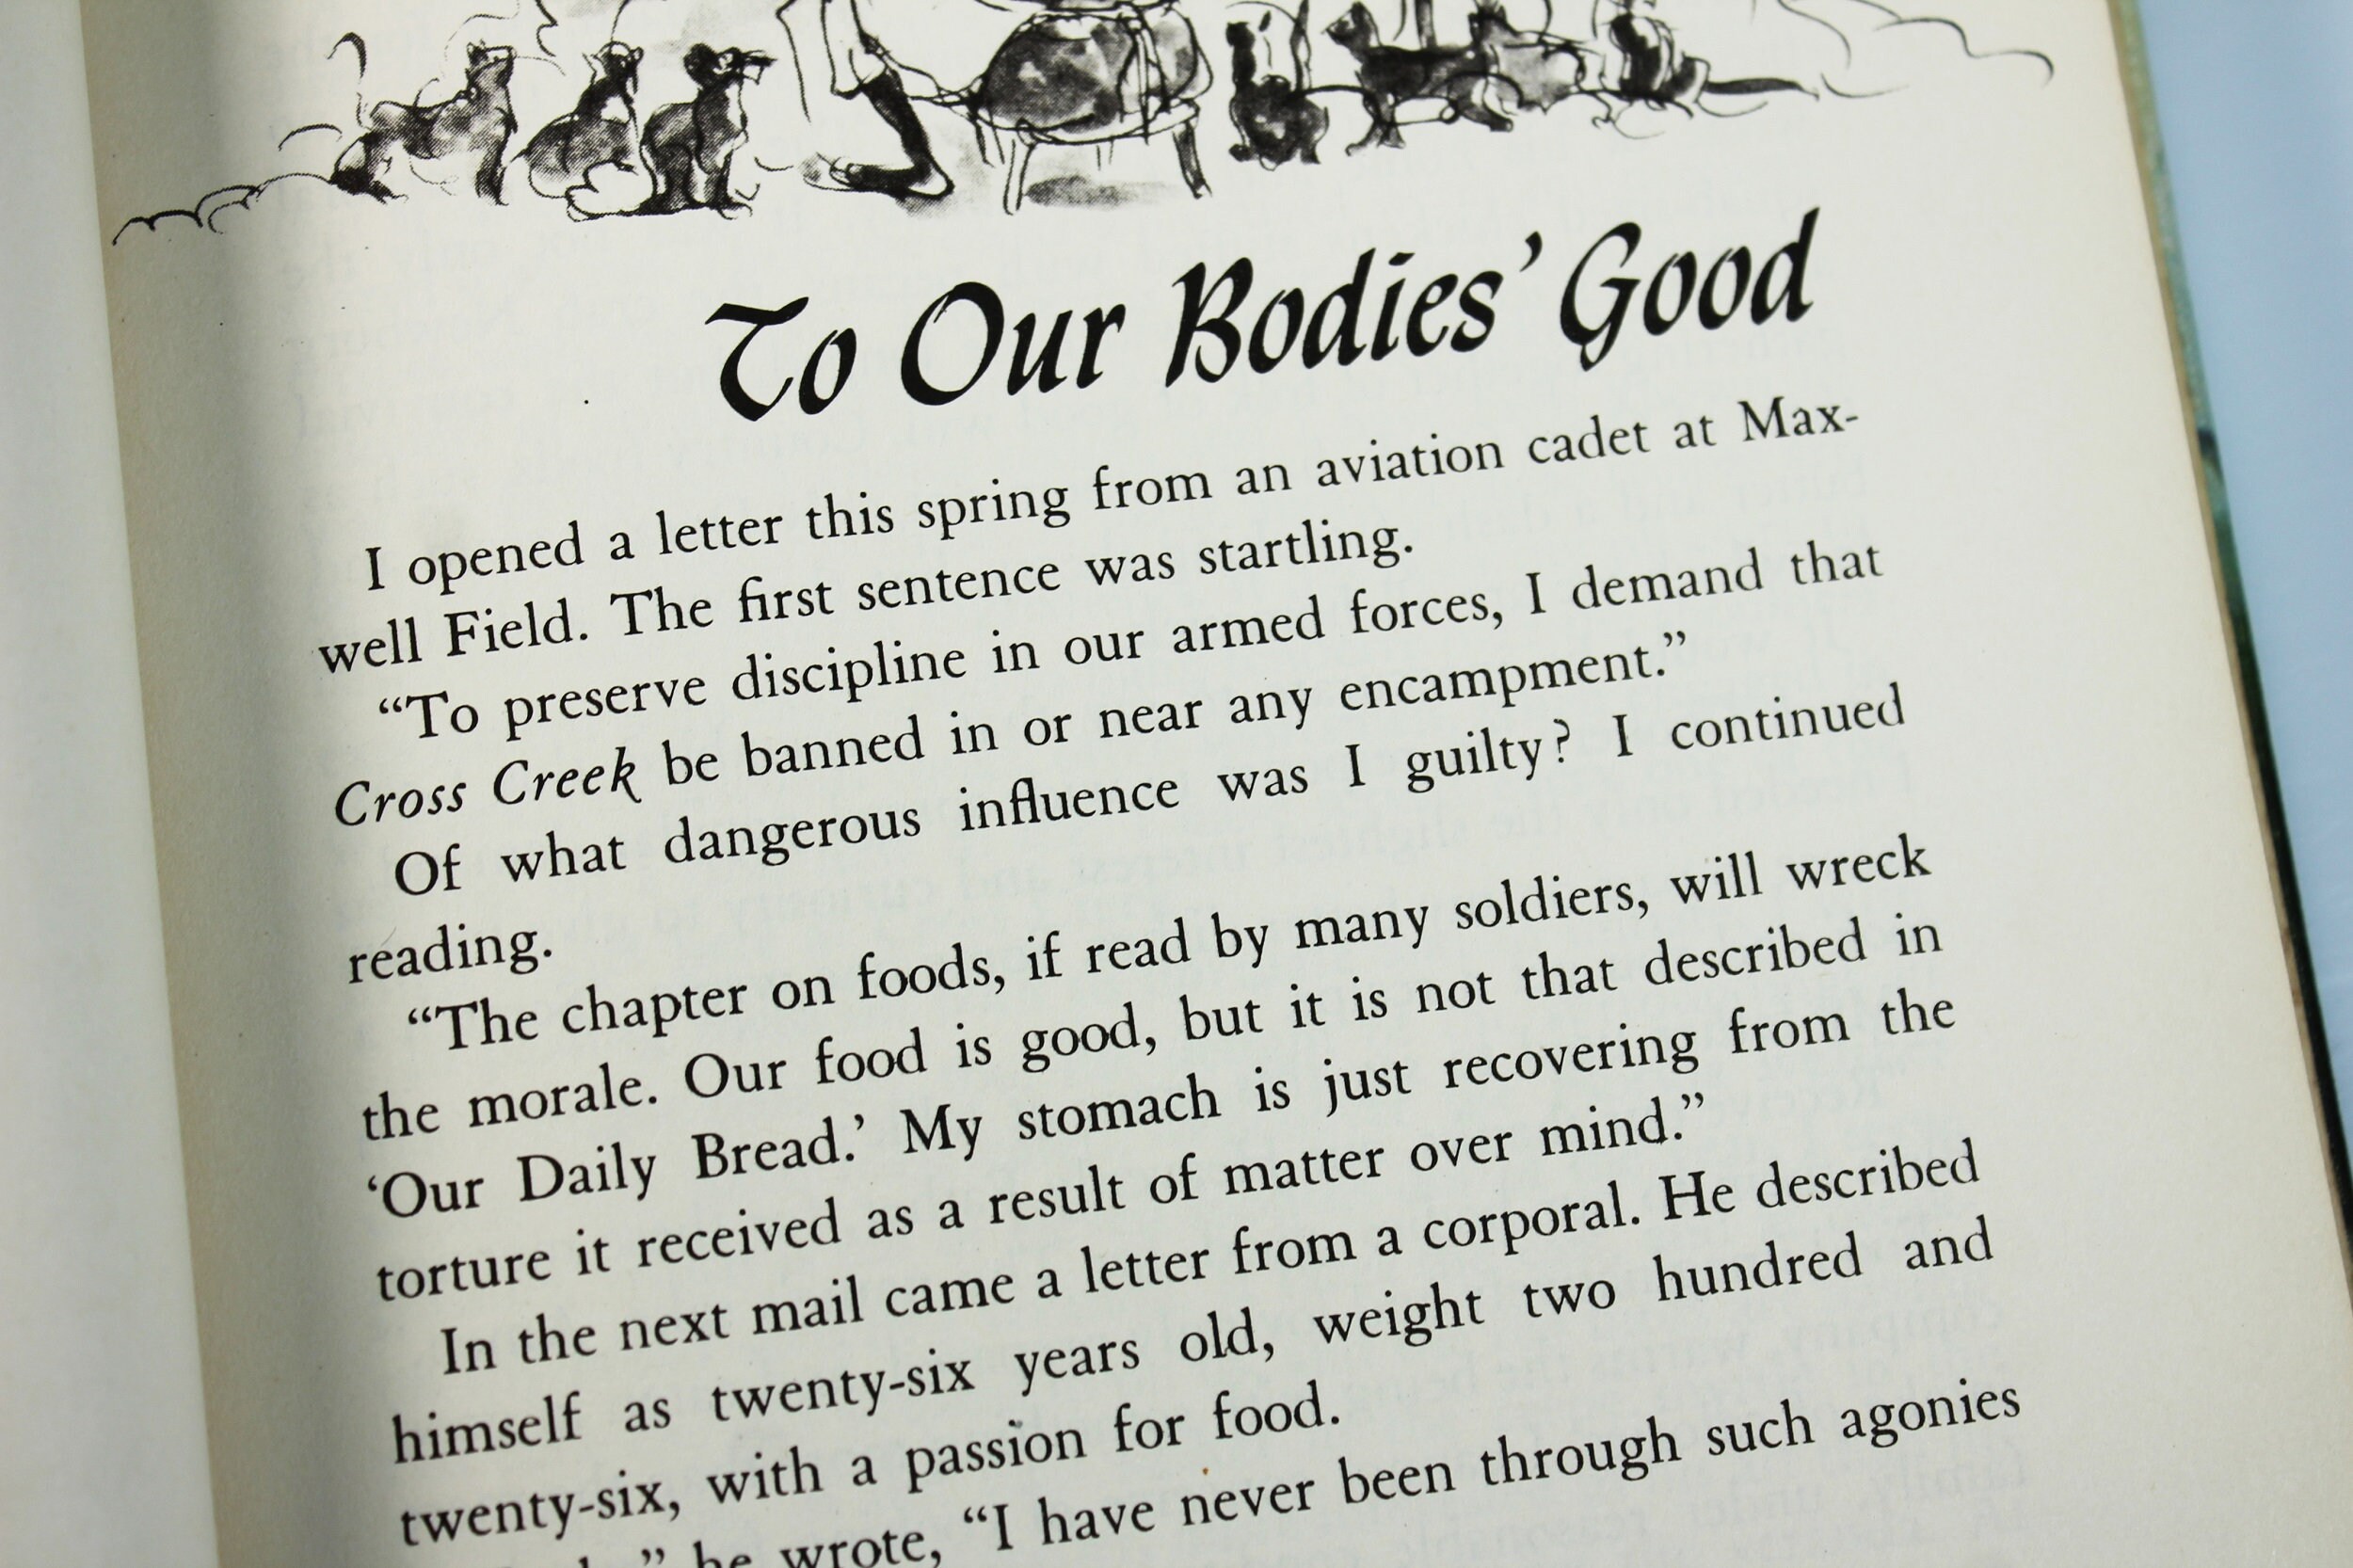 To Our Bodies’ Good
I opened a letter this spring from an aviation cadet at Max-
well Field. The first sentence was startling.
“To preserve discipline in our armed forces, I demand that
Cross Creek be banned in or near any encampment.”
Of what dangerous influence was I guilty? I continued
reading.
“The chapter on foods, if read by many soldiers, will wreck
the morale. Our food is good, but it is not that described in
‘Our Daily Bread.’ My stomach is just recovering from the
torture it received as a result of matter over mind.”
In the next mail came a letter from a corporal. He described
himself as twenty-six years old, weight two hundred and
twenty-six, with a passion for food.
” he wrote, “I have never been through such agonies